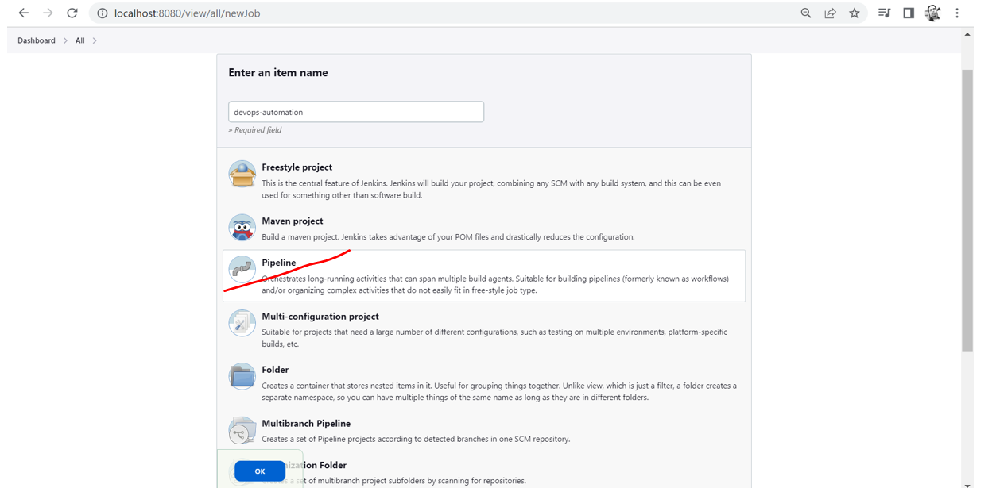 localhost:8080/view/all/newJob
Dashboard
All
Enter an item name
devops-automation
» Required field
Freestyle project
This is the central feature of Jenkins. Jenkins will build your project, combining any SCM with any build system, and this can be even
used for something other than software build.
Maven project
Build a maven project. Jenkins takes advantage of your POM files and drastically reduces the configuration.
Pipeline
Orchestrates long-running activities that can span multiple build agents. Suitable for building pipelines (formerly known as workflows)
and/or organizing complex activities that do not easily fit in free-style job type.
Multi-configuration project
Suitable for projects that need a large number of different configurations, such as testing on multiple environments, platform-specific
builds, etc.
Folder
Creates a container that stores nested items in it. Useful for grouping things together. Unlike view, which is just a filter, a folder creates a
separate namespace, so you can have multiple things of the same name as long as they are in different folders.
Multibranch Pipeline
Creates a set of Pipeline projects according to detected branches in one SCM repository.
Folder
OK
Creates a set of multibranch project subfolders by scanning for repositories.